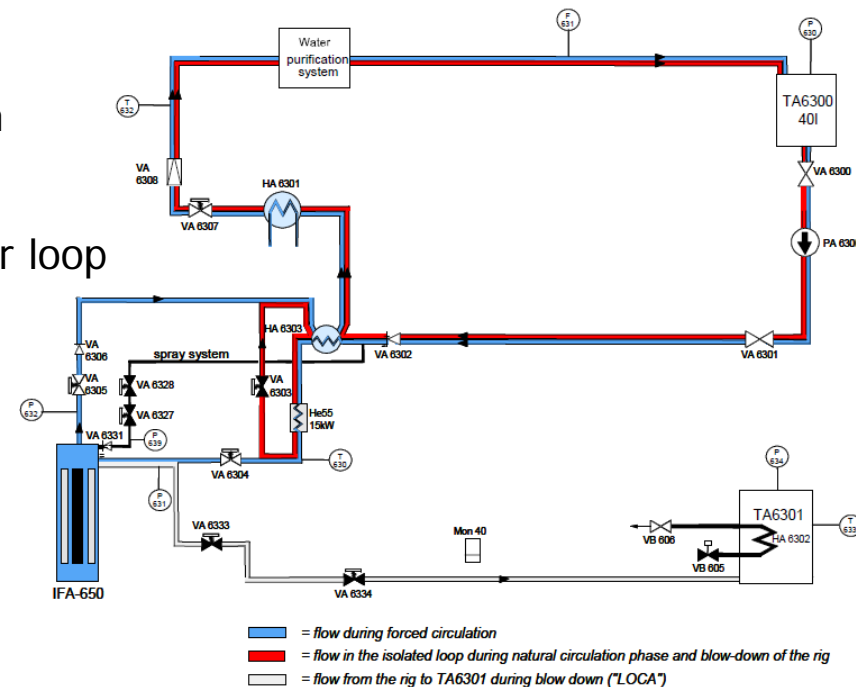 r loop
Water
purification
system
F
631
P
630
TA6300
40l
VA 6300
T
632
VA
6308
HA 6301
VA 6307
PA 630
HA 6303
VA 6302
VA 6301
VA
6306
spray system
VA
6305
VA 6328
VA
6303
VA 6327
He55
15kW
P
632
VA 6331
P
639
VA 6304
T
630
P
631
P
634
VA 6333
Mon 40
TA6301
T
633
VB 606
HA 6302
VB 605
VA 6334
IFA-650
= flow during forced circulation
= flow in the isolated loop during natural circulation phase and blow-down of the rig
= flow from the rig to TA6301 during blow down ("LOCA")